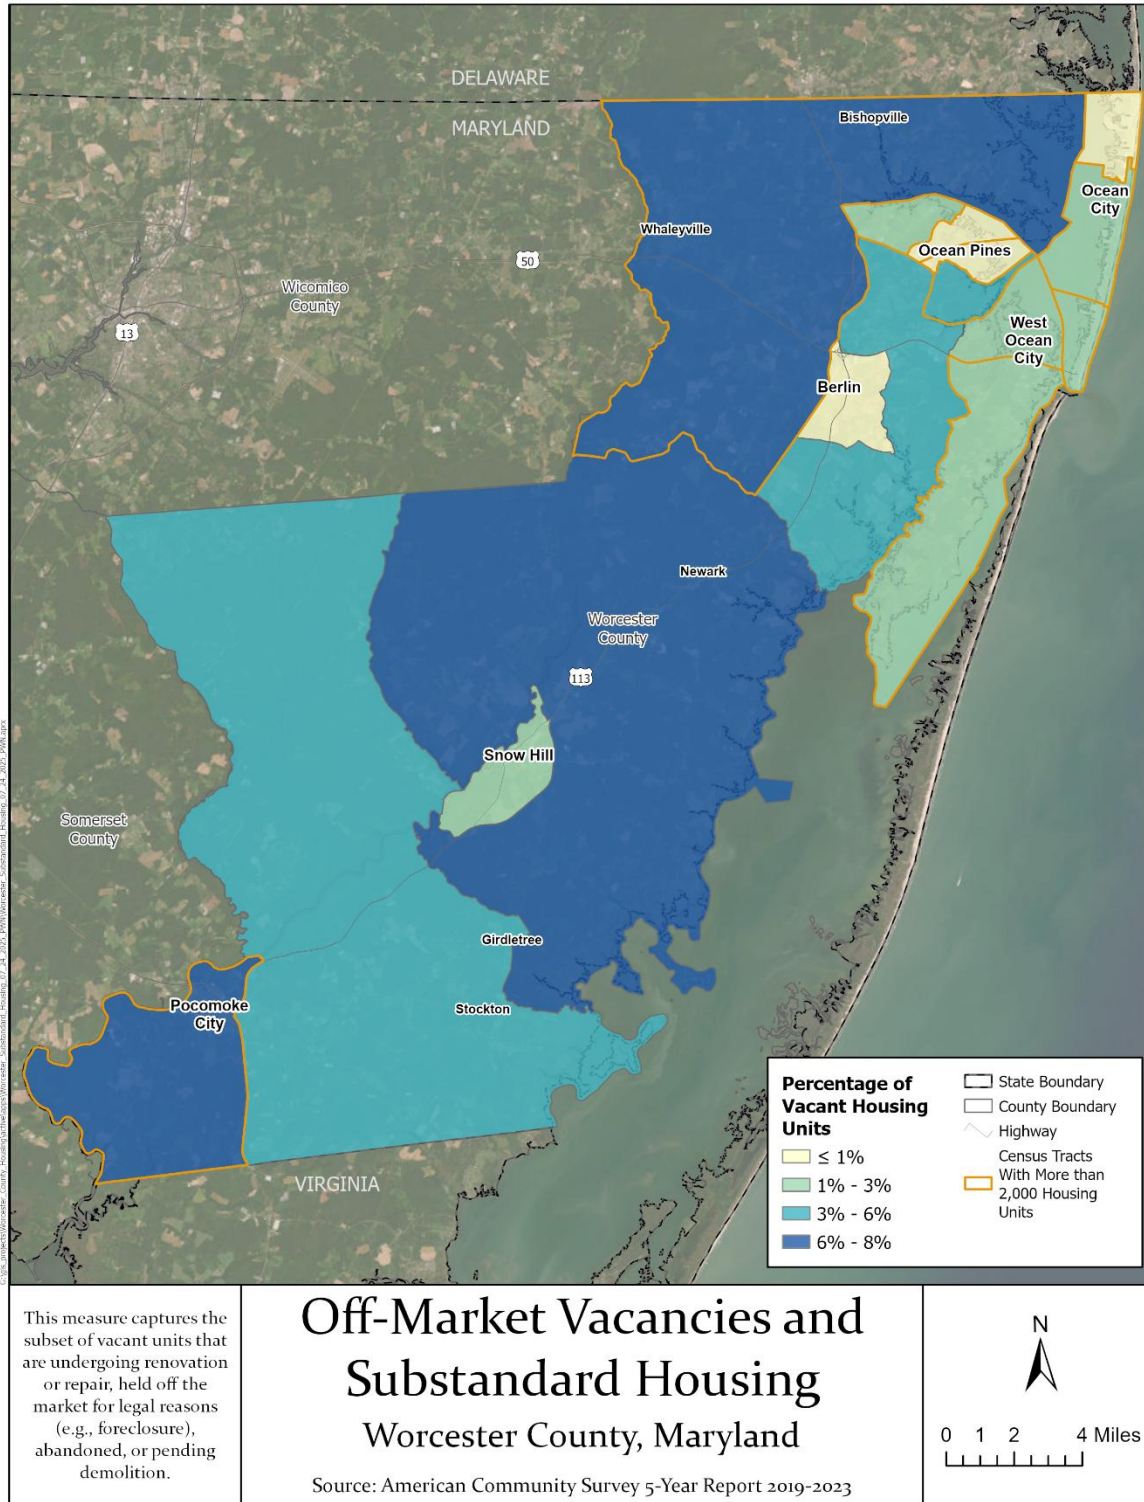 DELAWARE
MARYLAND
Bishopville
Ocean
City
Whaleyville
Ocean Pines
50
Wicomico
County
13
West
Ocean
City
Berlin
Newark
Worcester
County
113
Snow Hill
Somerset
County
Girdletree
Stockton
Pocomoke
City
VIRGINIA
Percentage of
Vacant Housing
Units
≤ 1%
1% - 3%
3% - 6%
6% - 8%
State Boundary
County Boundary
Highway
Census Tracts
With More than
2,000 Housing
Units
This measure captures the
subset of vacant units that
are undergoing renovation
or repair, held off the
market for legal reasons
(e.g., foreclosure),
abandoned, or pending
demolition.
Off-Market Vacancies and
Substandard Housing
Worcester County, Maryland
Source: American Community Survey 5-Year Report 2019-2023
N
0 1 2 4 Miles